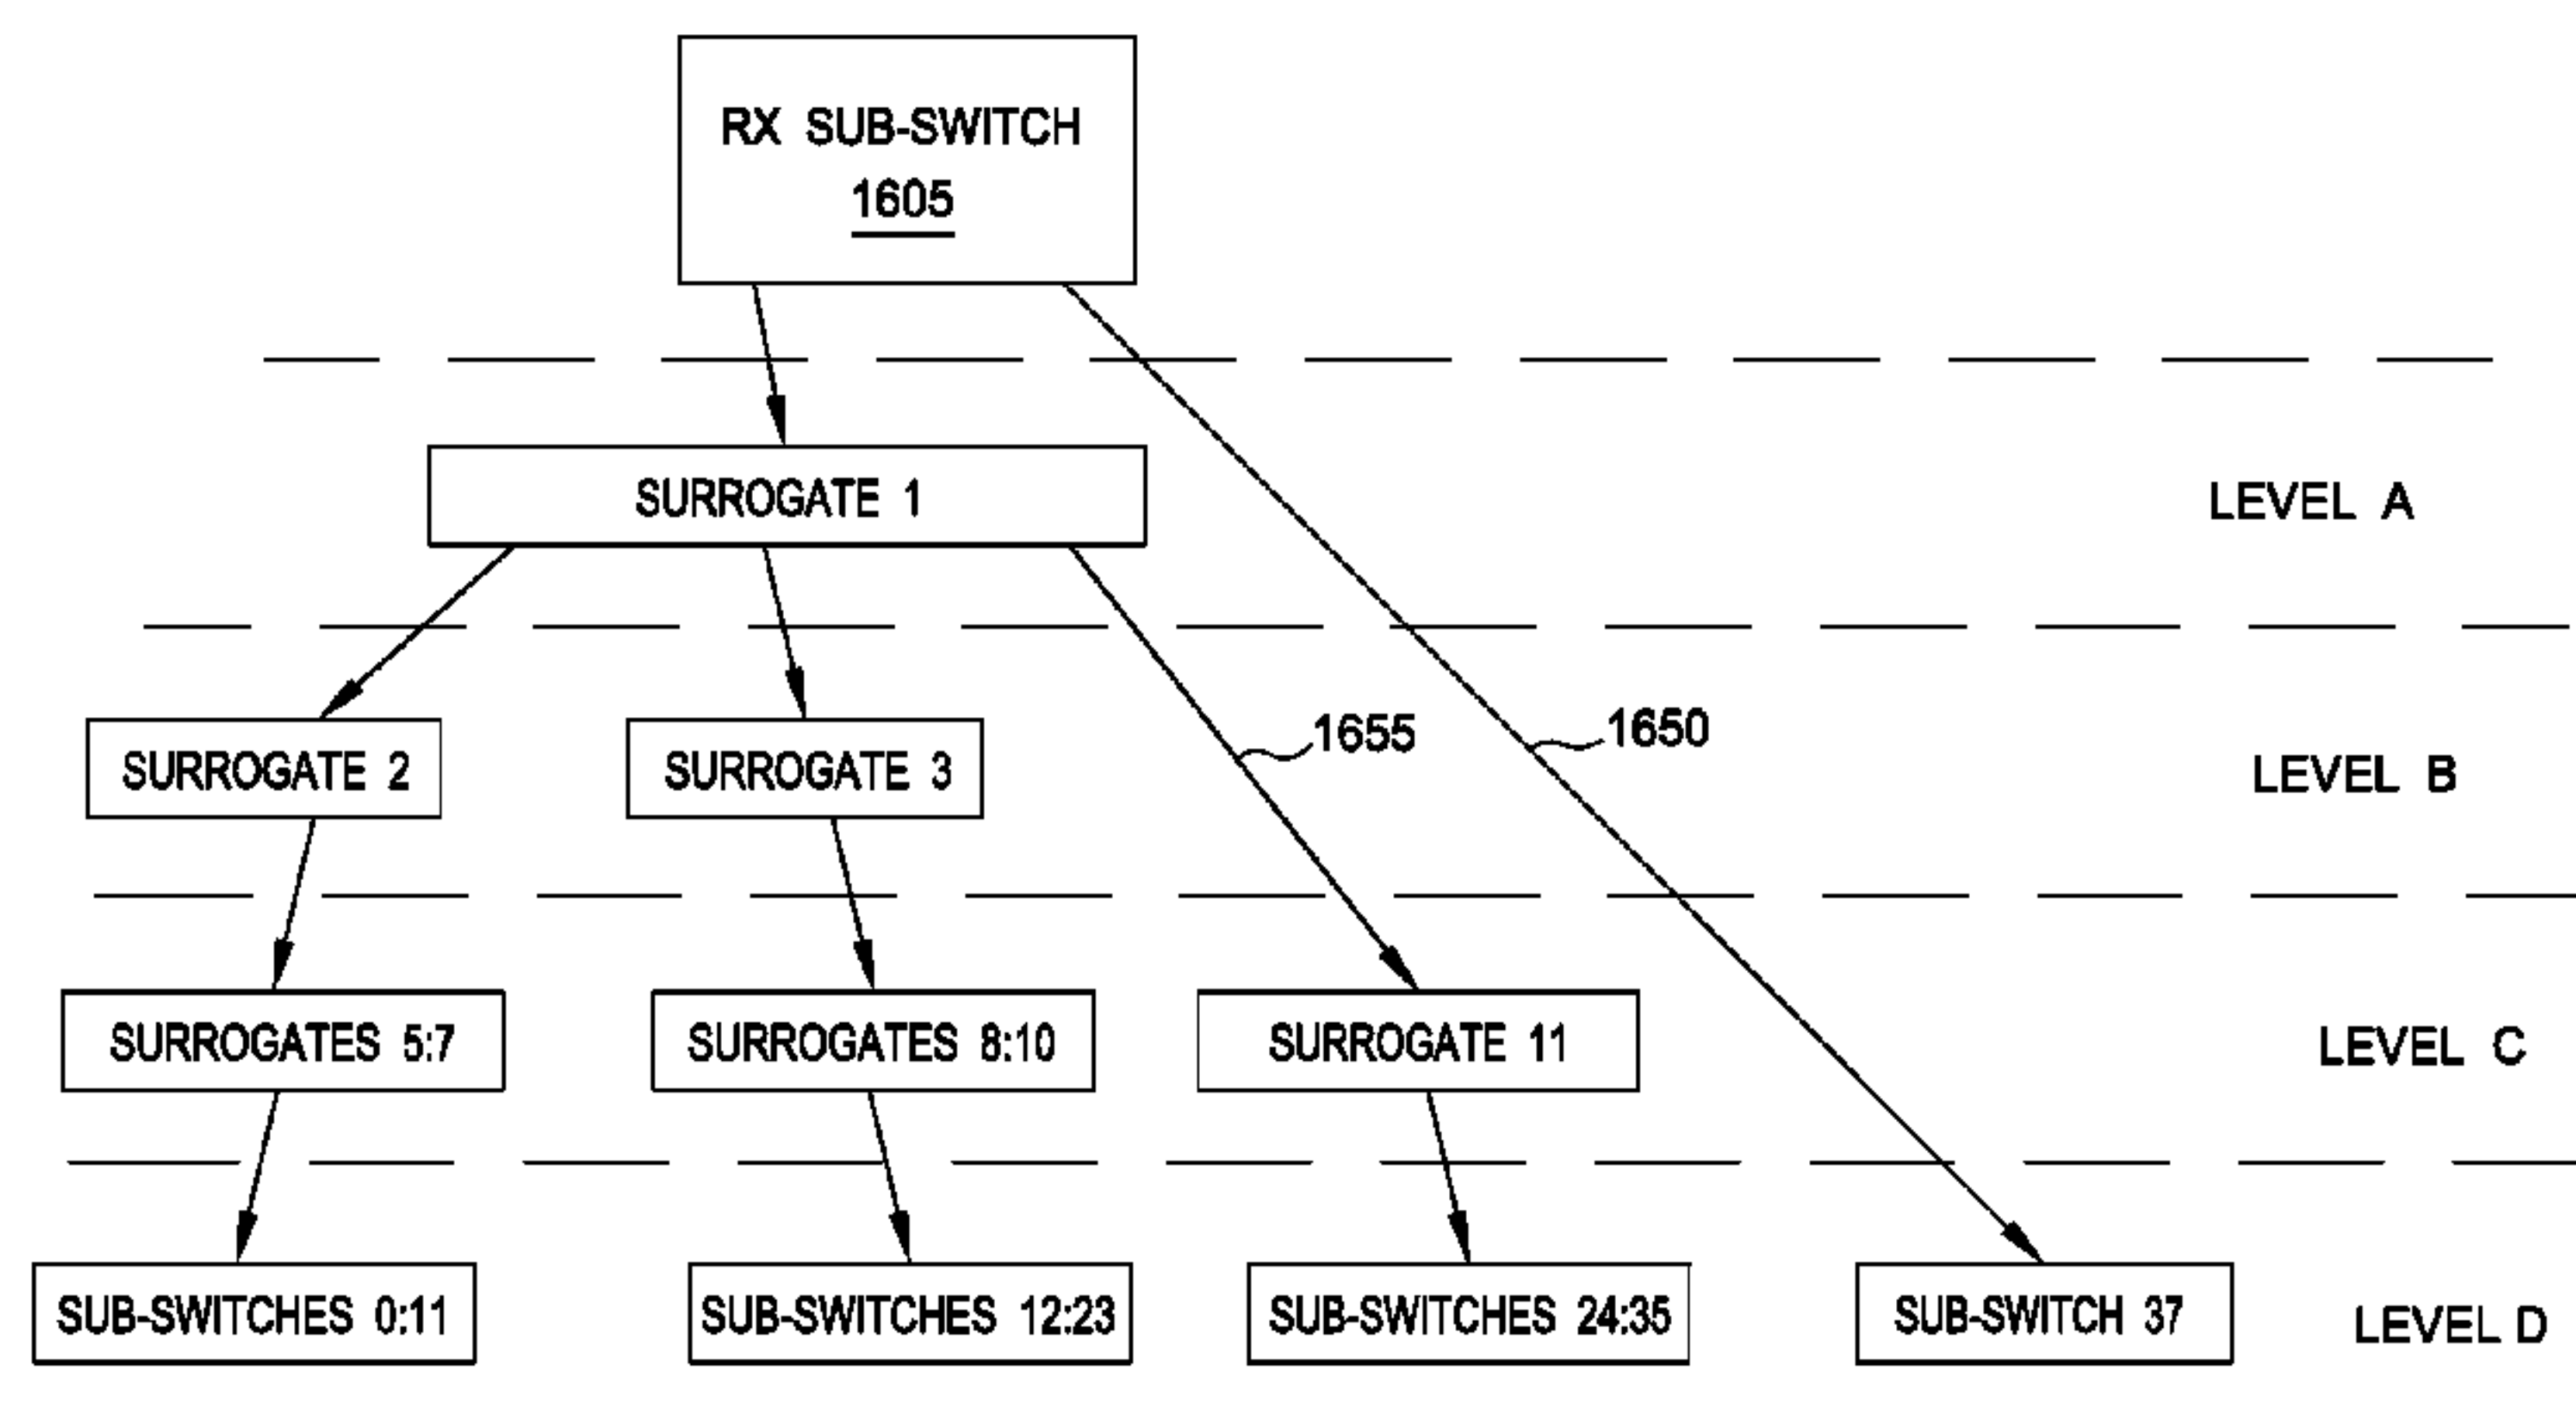 RX SUB-SWITCH
1605
SURROGATE 1
LEVEL A
SURROGATE 2
SURROGATE 3
1655
1650
LEVEL B
SURROGATES 5:7
SURROGATES 8:10
SURROGATE 11
LEVEL C
SUB-SWITCHES 0:11
SUB-SWITCHES 12:23
SUB-SWITCHES 24:35
SUB-SWITCH 37
LEVEL D